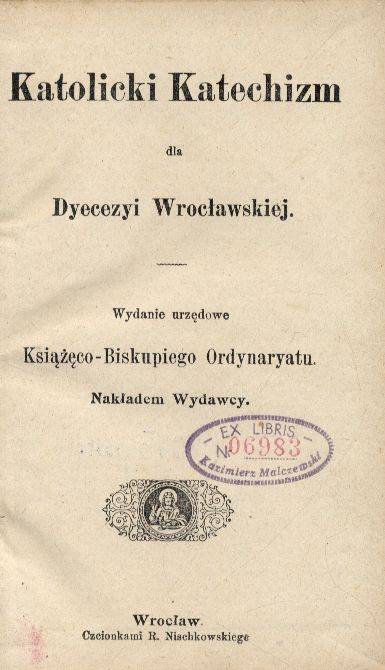 Katolicki Katechizm
dla
Dyecezyi Wrocławskiej.
Wydanie urzędowe
Książęco-Biskupiego Ordynaryatu.
Nakładem Wydawcy.
EX LIBRIS
№ 06983
Kazimierz Malczewski
Wrocław.
Czcionkami R. Nischkowskiego